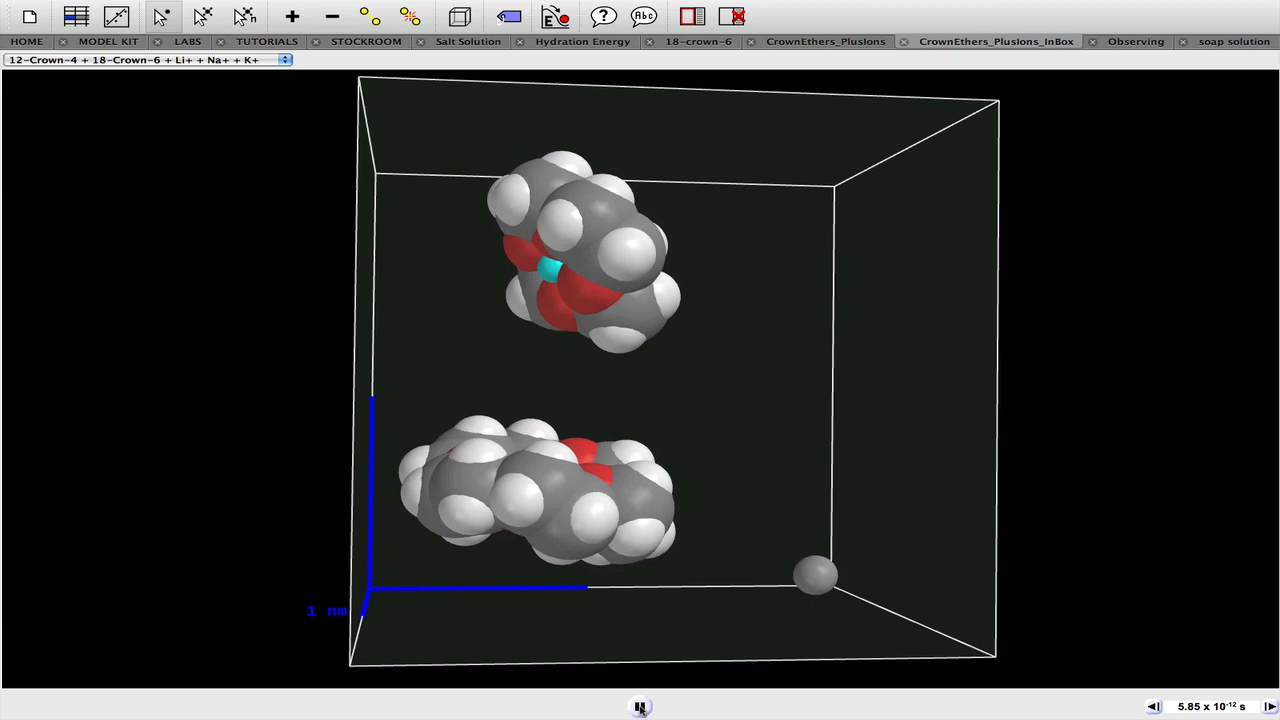 E
?
Abc
HOME MODEL KIT LABS TUTORIALS STOCKROOM Salt Solution Hydration Energy 18-crown-6 CrownEthers_PlusIons CrownEthers_PlusIons_InBox Observing soap solution
12-Crown-4 + 18-Crown-6 + Li+ + Na+ + K+
1 nm
5.85 x 10⁻¹² s